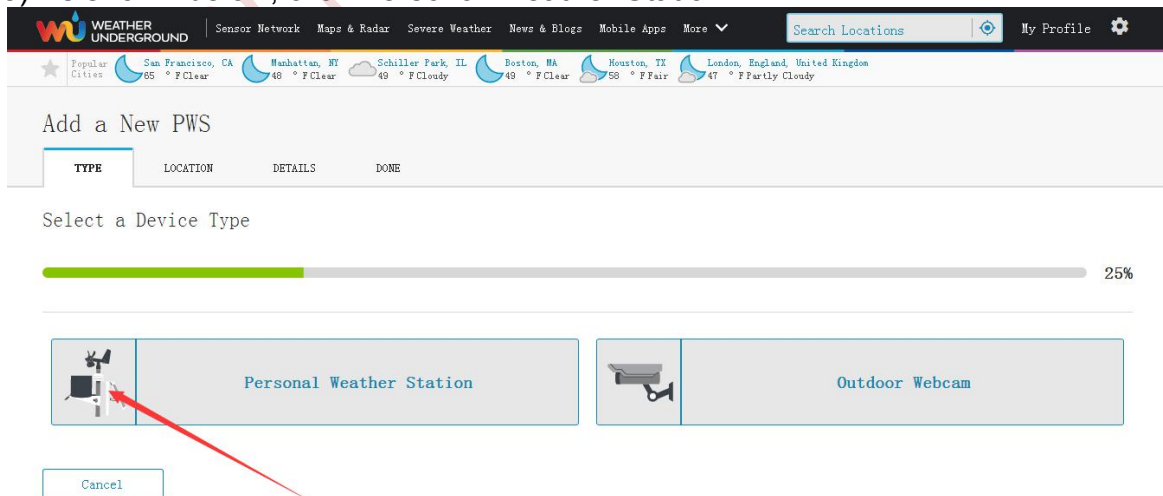 WEATHER UNDERGROUND Sensor Network Maps & Radar Severe Weather News & Blogs Mobile Apps More Search Locations My Profile
Popular Cities San Francisco, CA 65 ° F Clear Manhattan, NY 48 ° F Clear Schiller Park, IL 49 ° F Cloudy Boston, MA 49 ° F Clear Houston, TX 58 ° F Fair London, England, United Kingdom 47 ° F Partly Cloudy
Add a New PWS
TYPE LOCATION DETAILS DONE
Select a Device Type
25%
Personal Weather Station Outdoor Webcam
Cancel